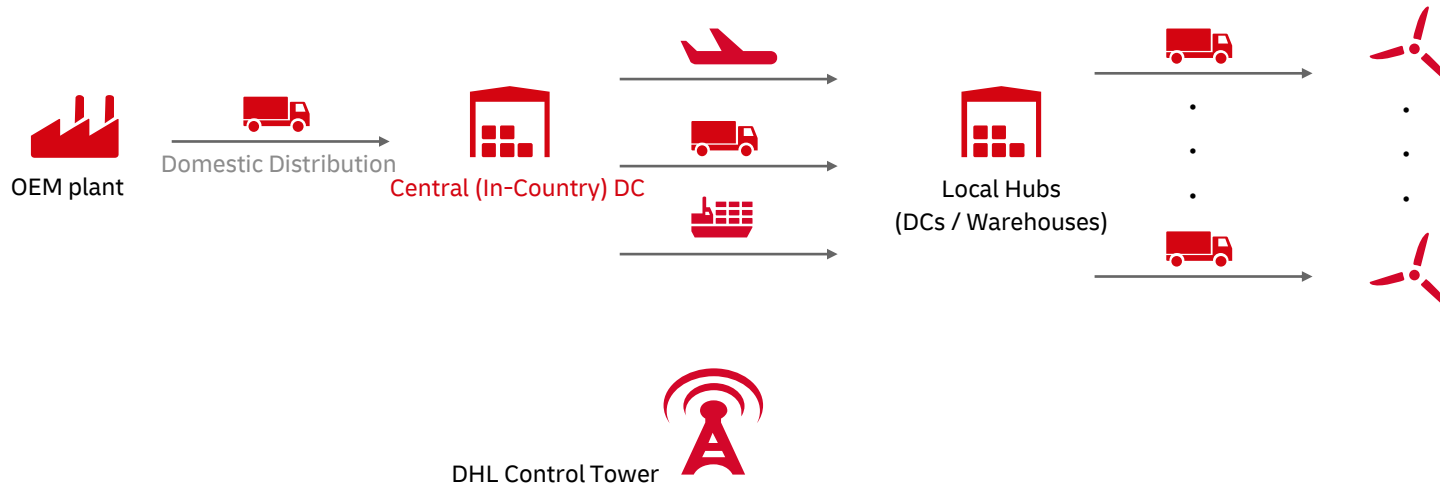 OEM plant
Domestic Distribution
Central (In-Country) DC
Local Hubs
(DCs / Warehouses)
DHL Control Tower